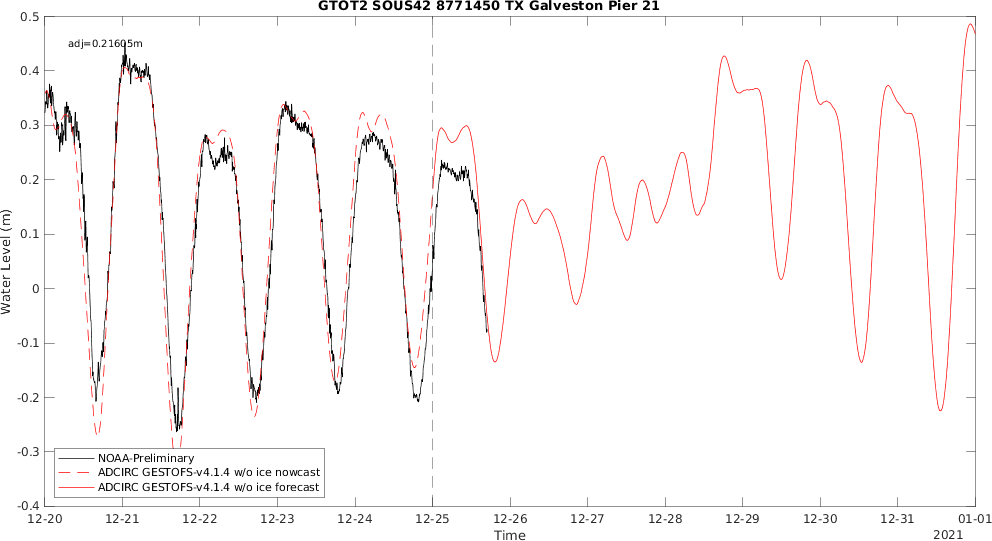 GTOT2 SOUS42 8771450 TX Galveston Pier 21
adj=0.21605m
0.5
0.4
0.3
0.2
0.1
0
-0.1
-0.2
-0.3
-0.4
Water Level (m)
NOAA-Preliminary
ADCIRC GESTOFS-v4.1.4 w/o ice nowcast
ADCIRC GESTOFS-v4.1.4 w/o ice forecast
12-20 12-21 12-22 12-23 12-24 12-25 12-26 12-27 12-28 12-29 12-30 12-31 01-01
Time
2021